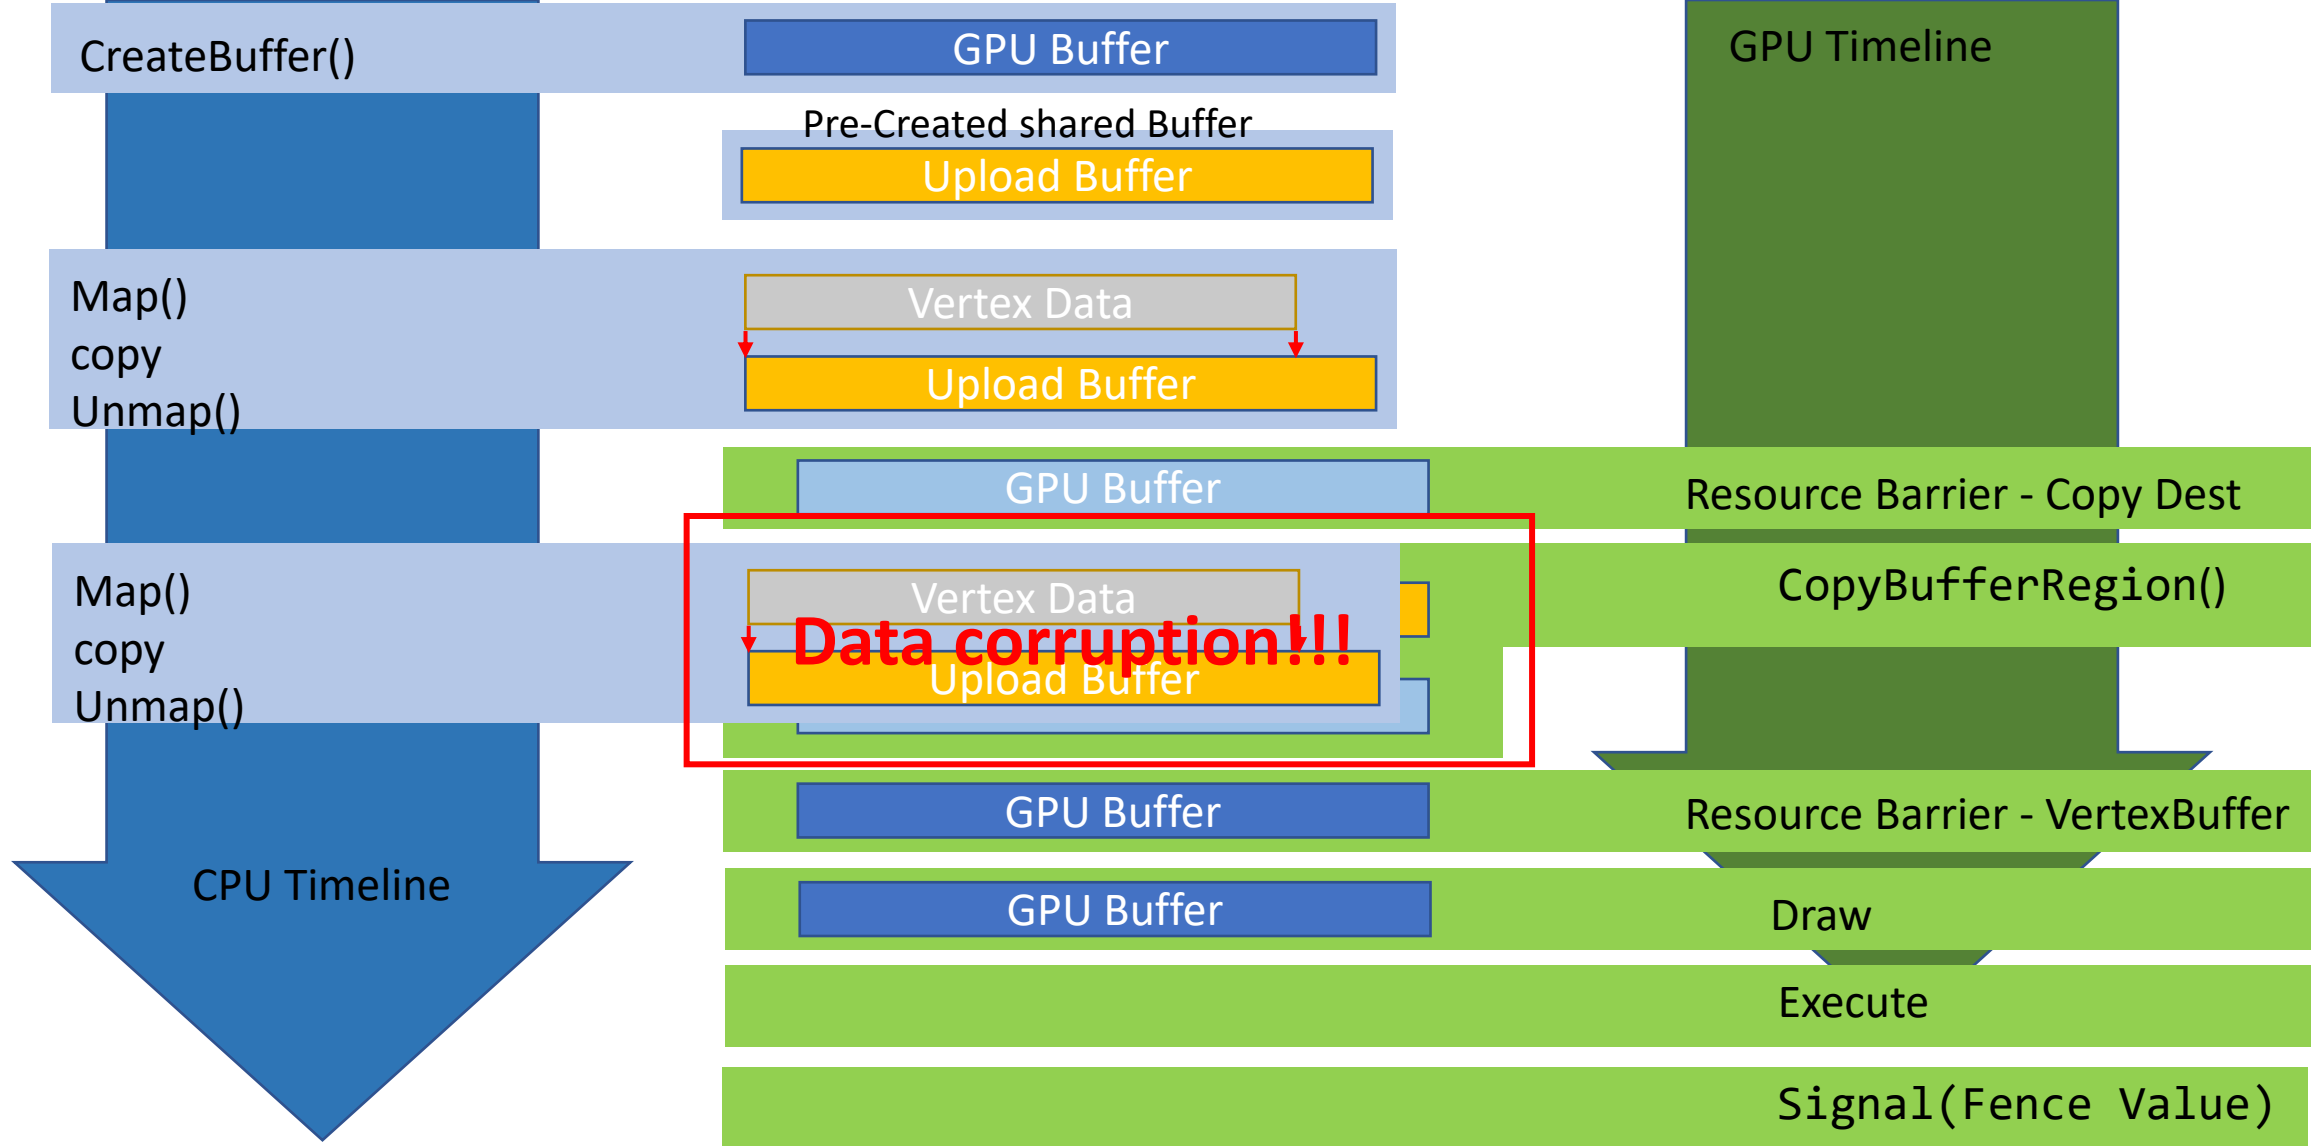 CreateBuffer()
GPU Buffer
GPU Timeline
Pre-Created shared Buffer
Upload Buffer
Map()
copy
Unmap()
Vertex Data
Upload Buffer
GPU Buffer
Resource Barrier - Copy Dest
Map()
copy
Unmap()
Vertex Data
Data corruption!!!
Upload Buffer
CopyBufferRegion()
GPU Buffer
Resource Barrier - VertexBuffer
CPU Timeline
GPU Buffer
Draw
Execute
Signal(Fence Value)